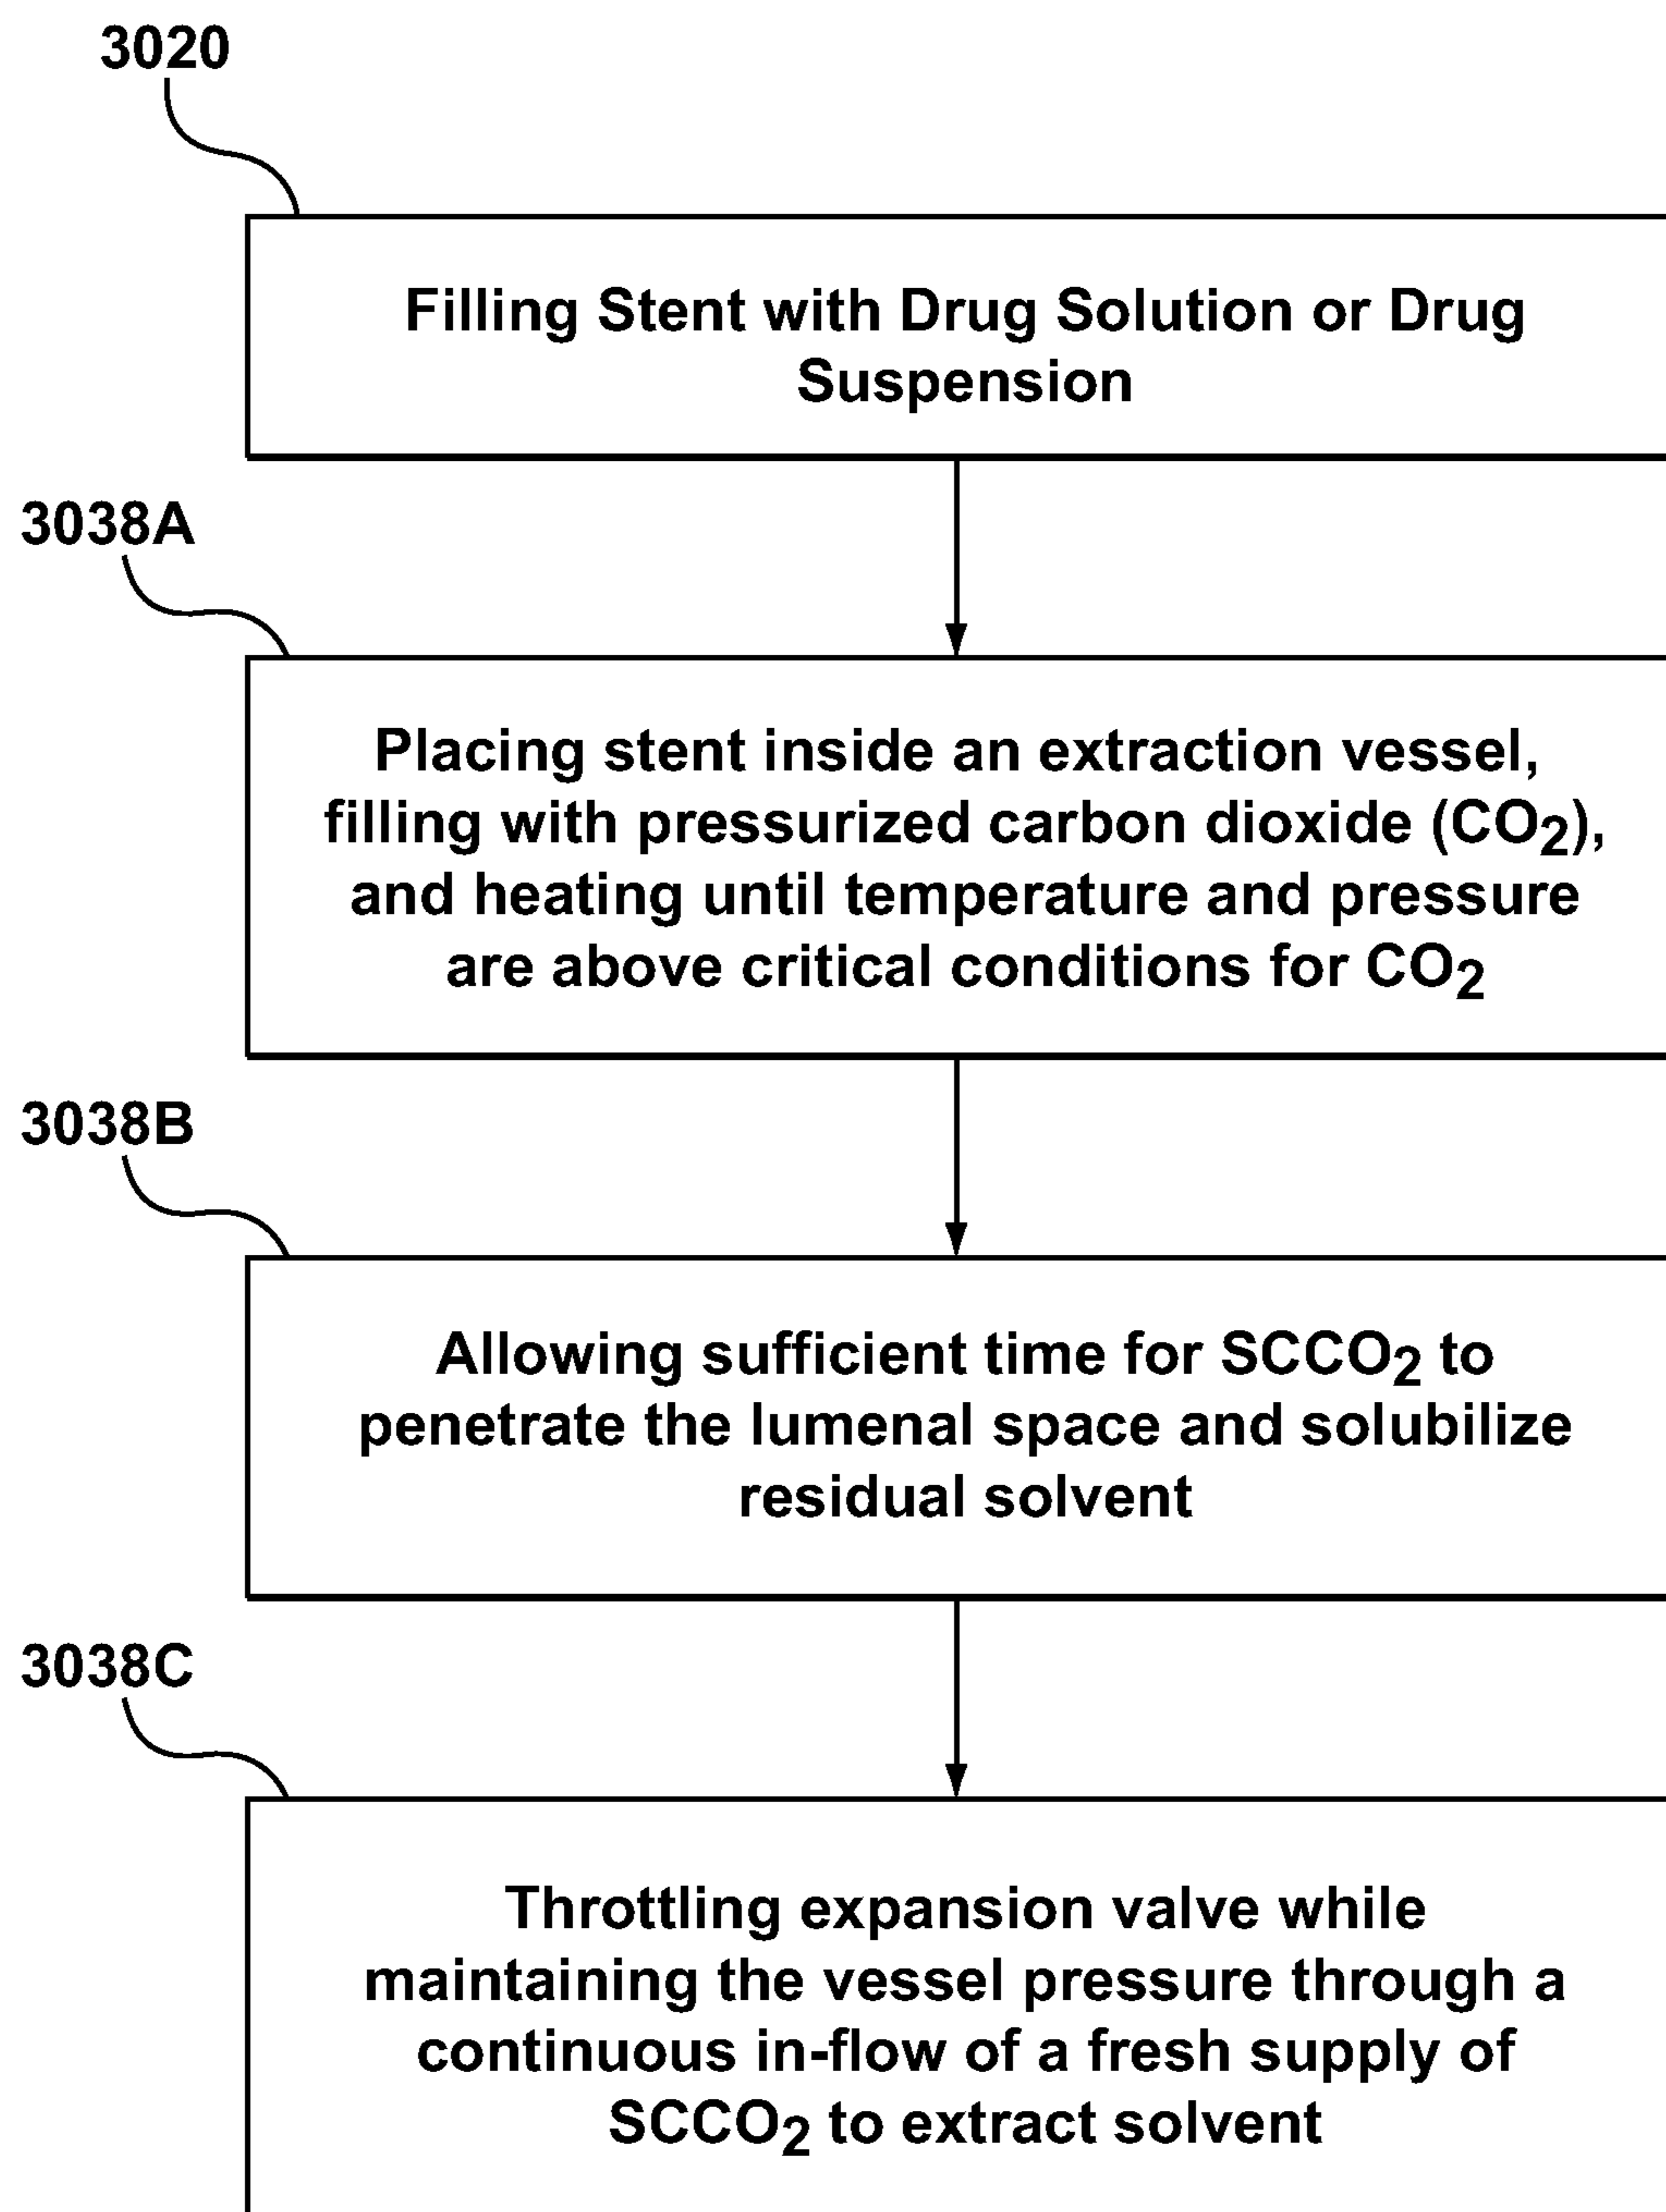 3020
Filling Stent with Drug Solution or Drug
Suspension
3038A
Placing stent inside an extraction vessel,
filling with pressurized carbon dioxide (CO₂),
and heating until temperature and pressure
are above critical conditions for CO₂
3038B
Allowing sufficient time for SCCO₂ to
penetrate the lumenal space and solubilize
residual solvent
3038C
Throttling expansion valve while
maintaining the vessel pressure through a
continuous in-flow of a fresh supply of
SCCO₂ to extract solvent